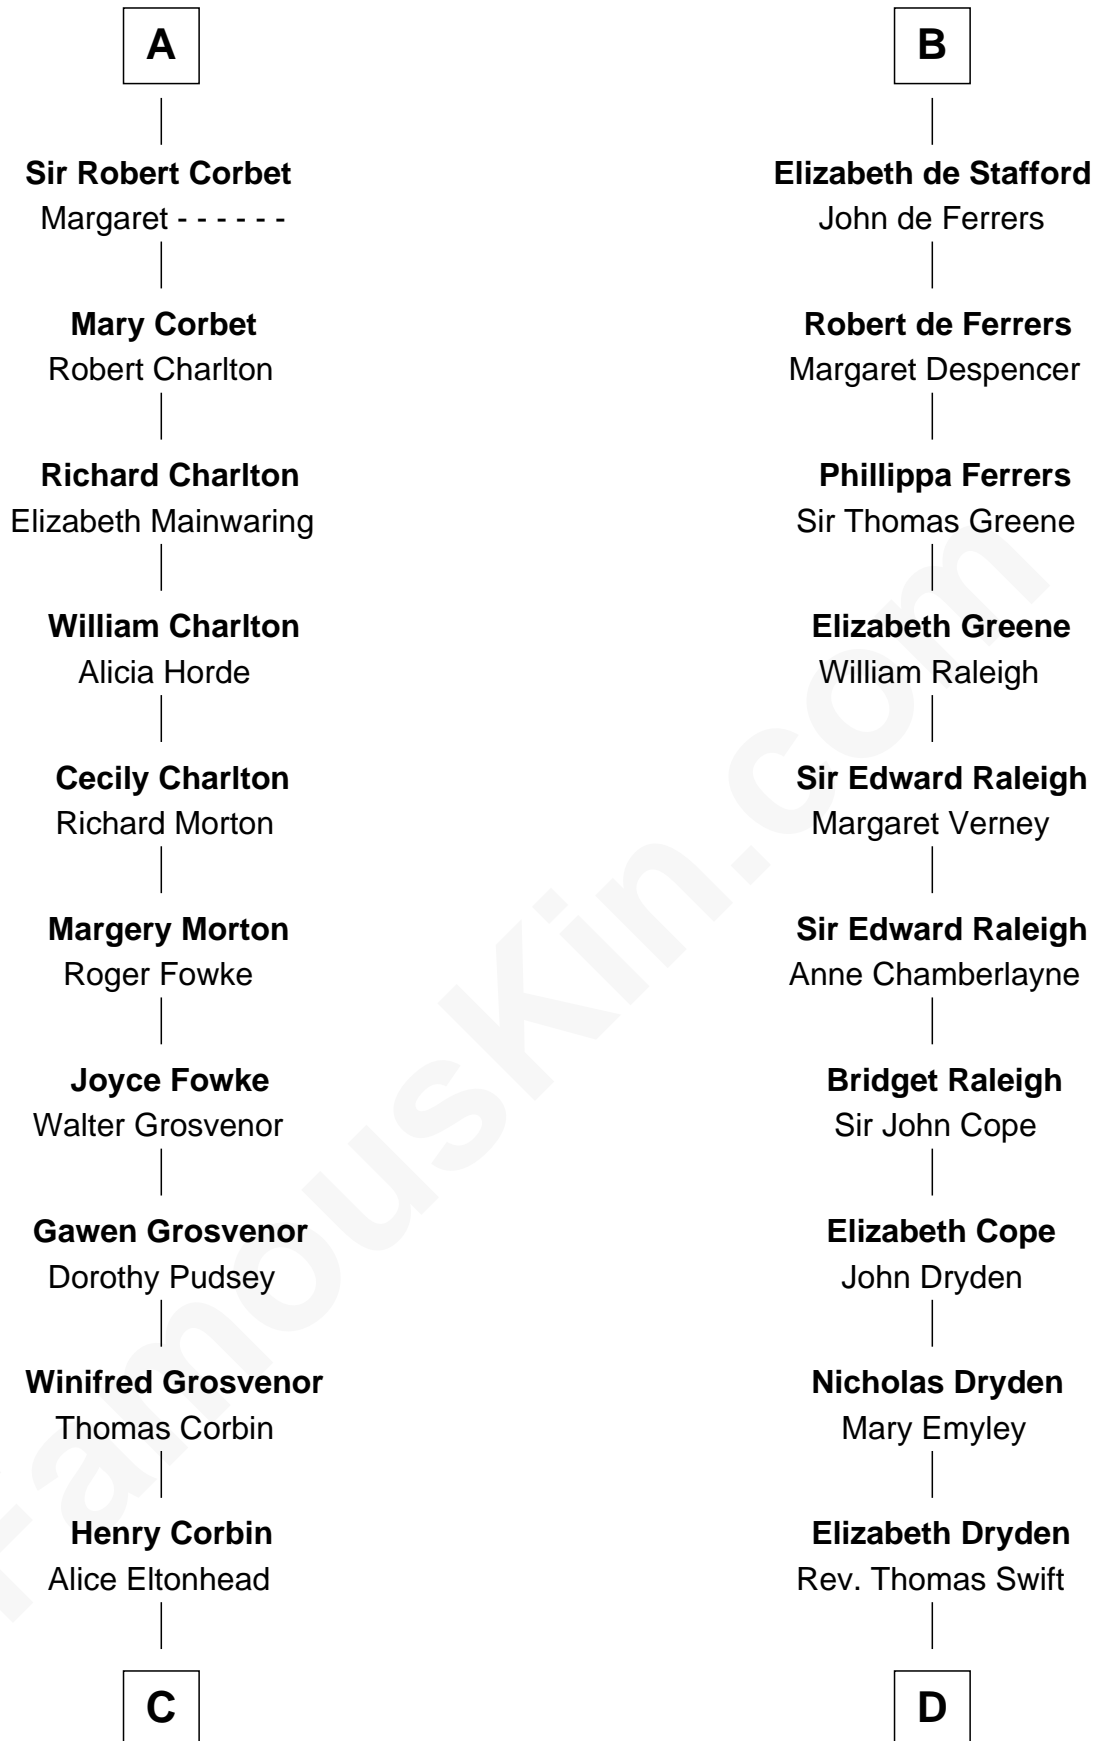 A
Sir Robert Corbet
Margaret - - - - - -
Mary Corbet
Robert Charlton
Richard Charlton
Elizabeth Mainwaring
William Charlton
Alicia Horde
Cecily Charlton
Richard Morton
Margery Morton
Roger Fowke
Joyce Fowke
Walter Grosvenor
Gawen Grosvenor
Dorothy Pudsey
Winifred Grosvenor
Thomas Corbin
Henry Corbin
Alice Eltonhead
C
B
Elizabeth de Stafford
John de Ferrers
Robert de Ferrers
Margaret Despencer
Phillippa Ferrers
Sir Thomas Greene
Elizabeth Greene
William Raleigh
Sir Edward Raleigh
Margaret Verney
Sir Edward Raleigh
Anne Chamberlayne
Bridget Raleigh
Sir John Cope
Elizabeth Cope
John Dryden
Nicholas Dryden
Mary Emyley
Elizabeth Dryden
Rev. Thomas Swift
D
FamousKin.com